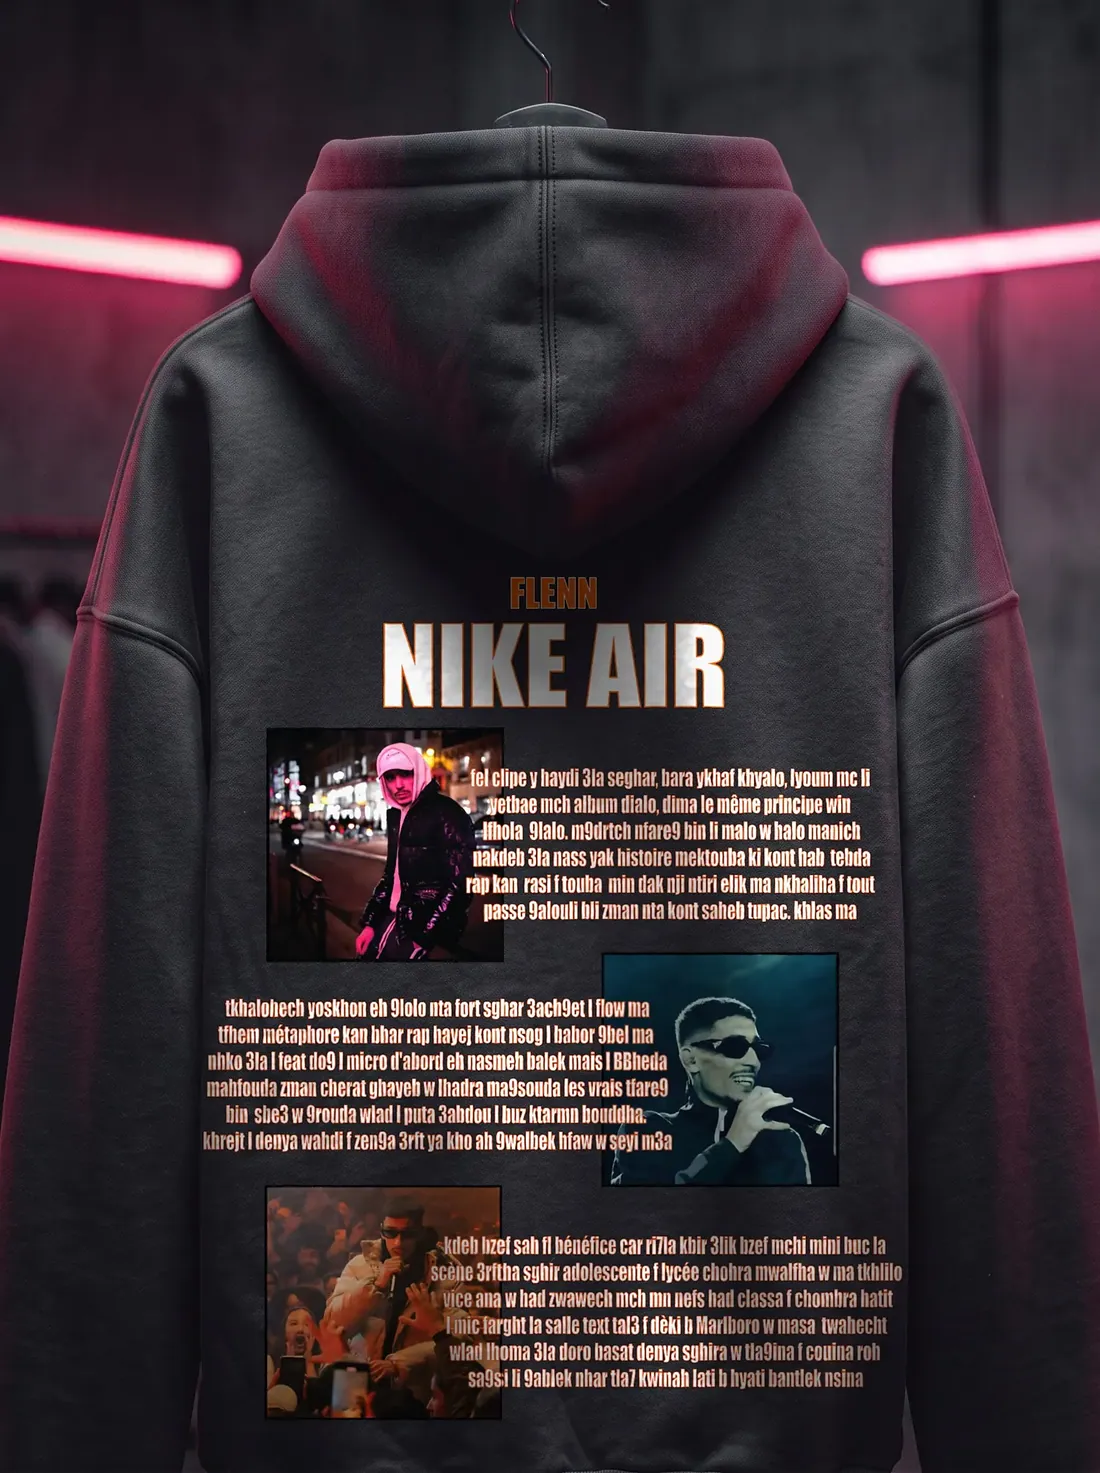 FLENN
NIKE AIR
fel clipe y haydi 3la seghar, bara ykhaf khyalo, lyoum mc li
yetbae mch album dialo, dima le même principe win
lfhola 9lalo. m9drtch nfare9 bin li malo w halo manich
nakdeb 3la nass yak histoire mektouba ki kont hab tebda
rap kan rasi f touba min dak nji ntiri elik ma nkhaliha f tout
passe 9alouli bli zman nta kont saheb tupac. khlas ma
tkhalohech yoskhon eh 9lolo nta fort sghar 3ach9et l flow ma
tfhem métaphore kan bhar rap hayej kont nsog l babor 9bel ma
nhko 3la l feat do9 l micro d'abord eh nasmeh balek mais l BBheda
mahfouda zman cherat ghayeh w lhadra ma9souda les vrais tfare9
bin sbe3 w 9rouda wlad l puta 3abdou l buz ktarmn bouddha.
khrejt l denya wahdi f zen9a 3rft ya kho ah 9walbek hfaw w seyi m3a
kdeb bzef sah fl bénéfice car ri7la kbir 3lik bzef mchi mini buc la
scène 3rftha sghir adolescente f lycée chohra mwalfha w ma tkhlilo
vice ana w had zwawech mch mn nefs had classa f chombra hatit
l mic farght la salle text tal3 f dèki b Marlboro w masa twahecht
wlad lhoma 3la doro basat denya sghira w tla9ina f couina roh
sa9si li 9ablek nhar tla7 kwinah lati b hyati bantlek nsina